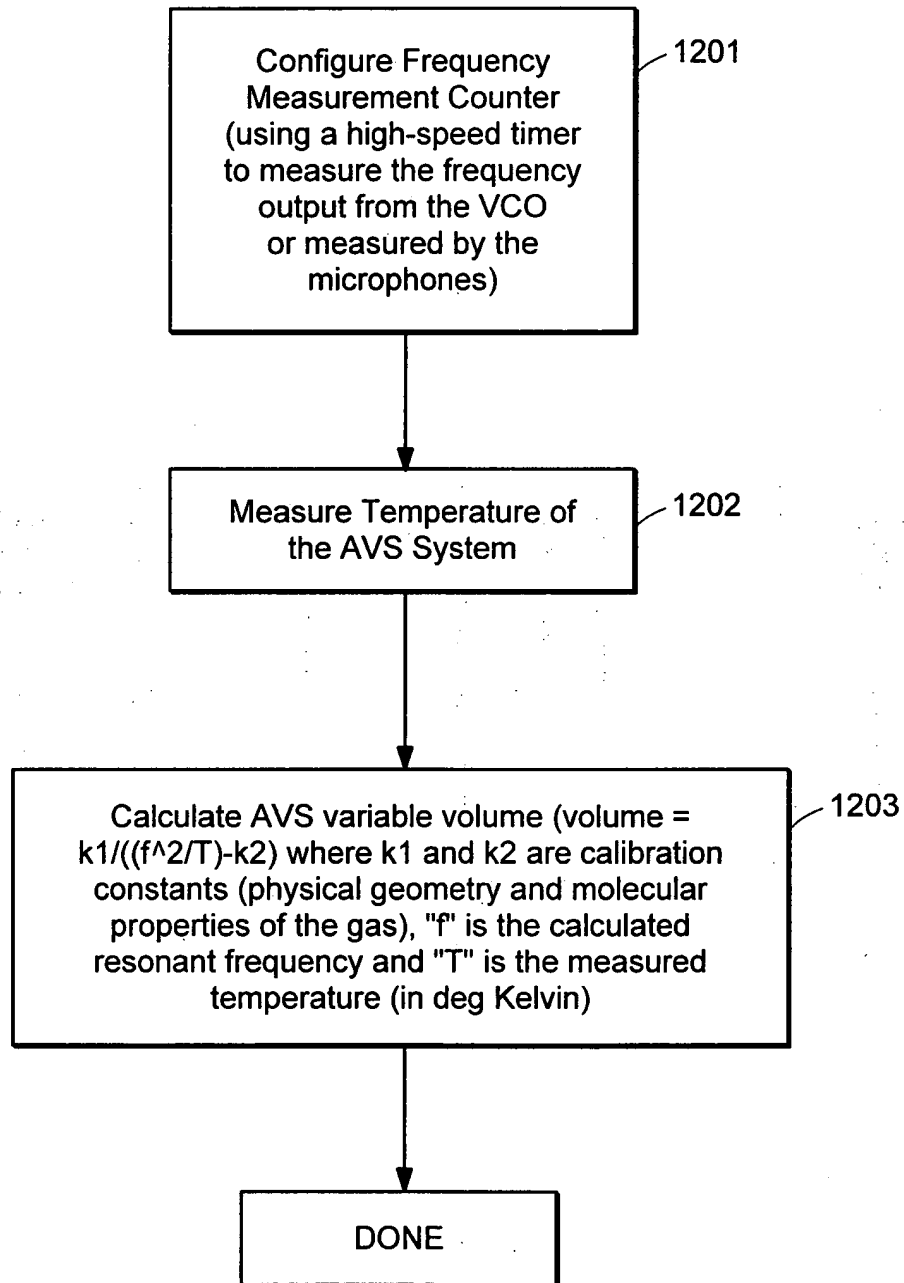 Configure Frequency
Measurement Counter
(using a high-speed timer
to measure the frequency
output from the VCO
or measured by the
microphones)
1201
Measure Temperature of
the AVS System
1202
Calculate AVS variable volume (volume =
k1/((f^2/T)-k2) where k1 and k2 are calibration
constants (physical geometry and molecular
properties of the gas), "f" is the calculated
resonant frequency and "T" is the measured
temperature (in deg Kelvin)
1203
DONE